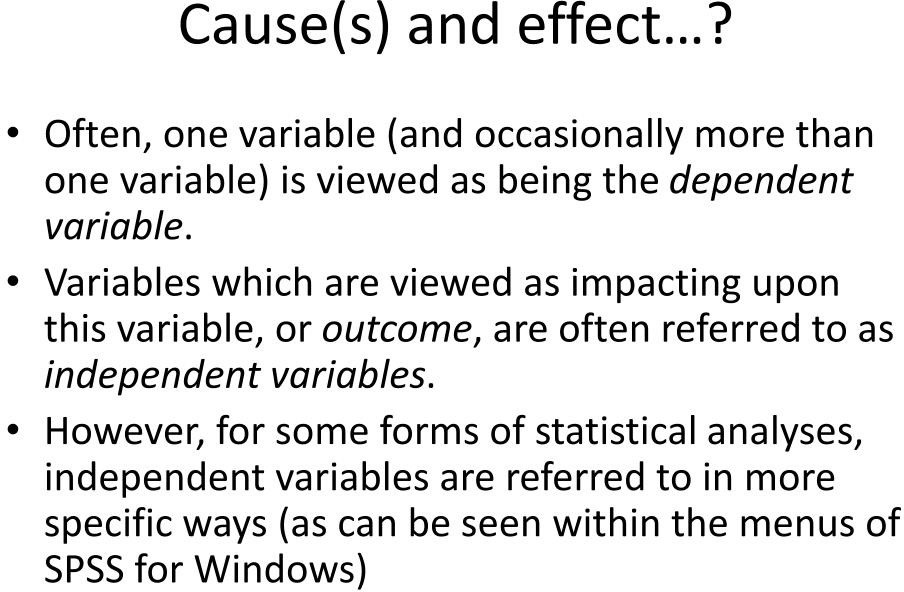 Cause(s) and effect…?
• Often, one variable (and occasionally more than
one variable) is viewed as being the dependent
variable.
• Variables which are viewed as impacting upon
this variable, or outcome, are often referred to as
independent variables.
• However, for some forms of statistical analyses,
independent variables are referred to in more
specific ways (as can be seen within the menus of
SPSS for Windows)